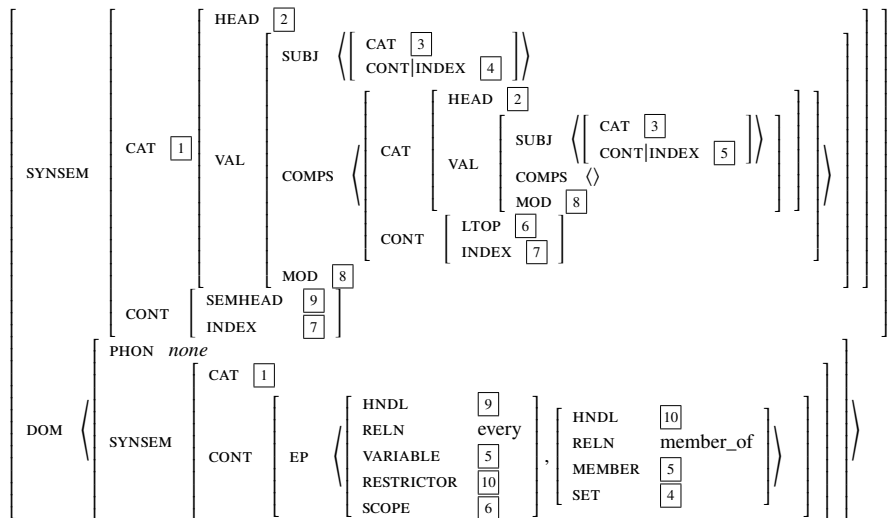 HEAD 2
SUBJ ⟨[ CAT 3
CONT|INDEX 4 ]⟩
HEAD 2
SUBJ ⟨[ CAT 3
CAT 1
CAT
VAL
VAL
CONT|INDEX 5 ]⟩
SYNSEM
COMPS
COMPS ⟨⟩
MOD 8
CONT [ LTOP 6
INDEX 7 ]
MOD 8
CONT [ SEMHEAD 9
INDEX 7 ]
PHON none
CAT 1
HNDL 9
HNDL 10
RELN every
RELN member_of
DOM
SYNSEM
CONT
EP
VARIABLE 5
,
MEMBER 5
RESTRICTOR 10
SET 4
SCOPE 6